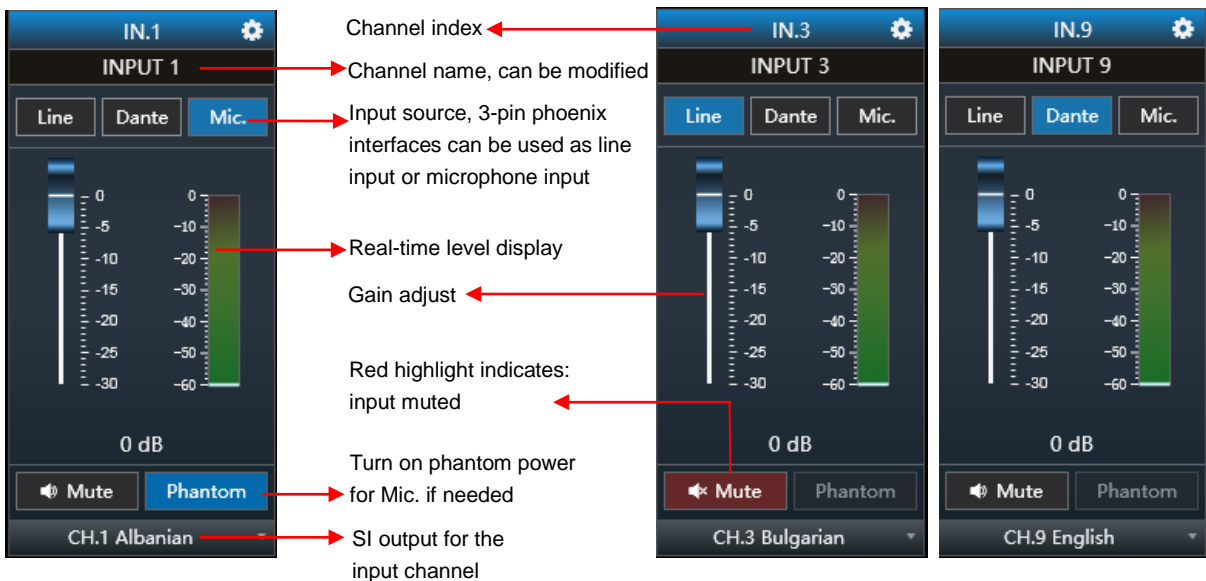 IN.1
INPUT 1
Line Dante Mic.
0 0
-5 -10
-10 -20
-15 -30
-20 -40
-25 -50
-30 -60
0 dB
Mute Phantom
CH.1 Albanian
Channel index
Channel name, can be modified
Input source, 3-pin phoenix
interfaces can be used as line
input or microphone input
Real-time level display
Gain adjust
Red highlight indicates:
input muted
Turn on phantom power
for Mic. if needed
SI output for the
input channel
IN.3
INPUT 3
Line Dante Mic.
0 0
-5 -10
-10 -20
-15 -30
-20 -40
-25 -50
-30 -60
0 dB
Mute Phantom
CH.3 Bulgarian
IN.9
INPUT 9
Line Dante Mic.
0 0
-5 -10
-10 -20
-15 -30
-20 -40
-25 -50
-30 -60
0 dB
Mute Phantom
CH.9 English